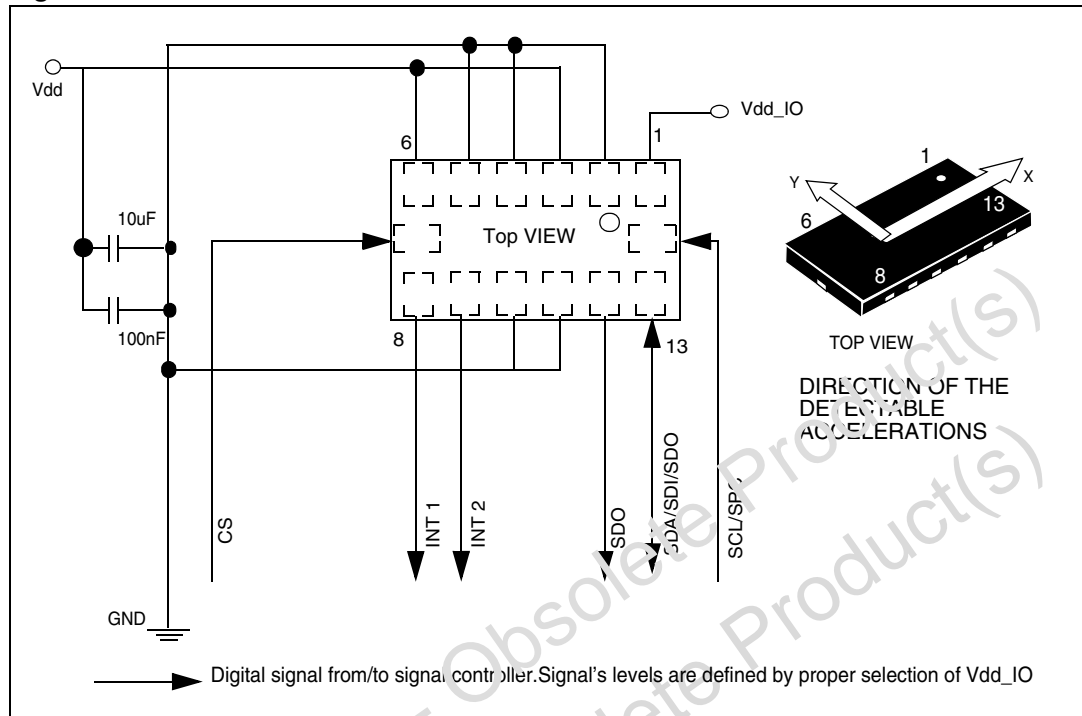 Vdd
Vdd_IO
6
1
10uF
100nF
Top VIEW
8
13
1
Y
X
6
13
8
TOP VIEW
DIRECTION OF THE
DETECTABLE
ACCELERATIONS
CS
INT 1
INT 2
SDO
SDA/SDI/SDO
SCL/SPC
GND
Digital signal from/to signal controller.Signal's levels are defined by proper selection of Vdd_IO
Obsolete Product(s)
Obsolete Product(s)